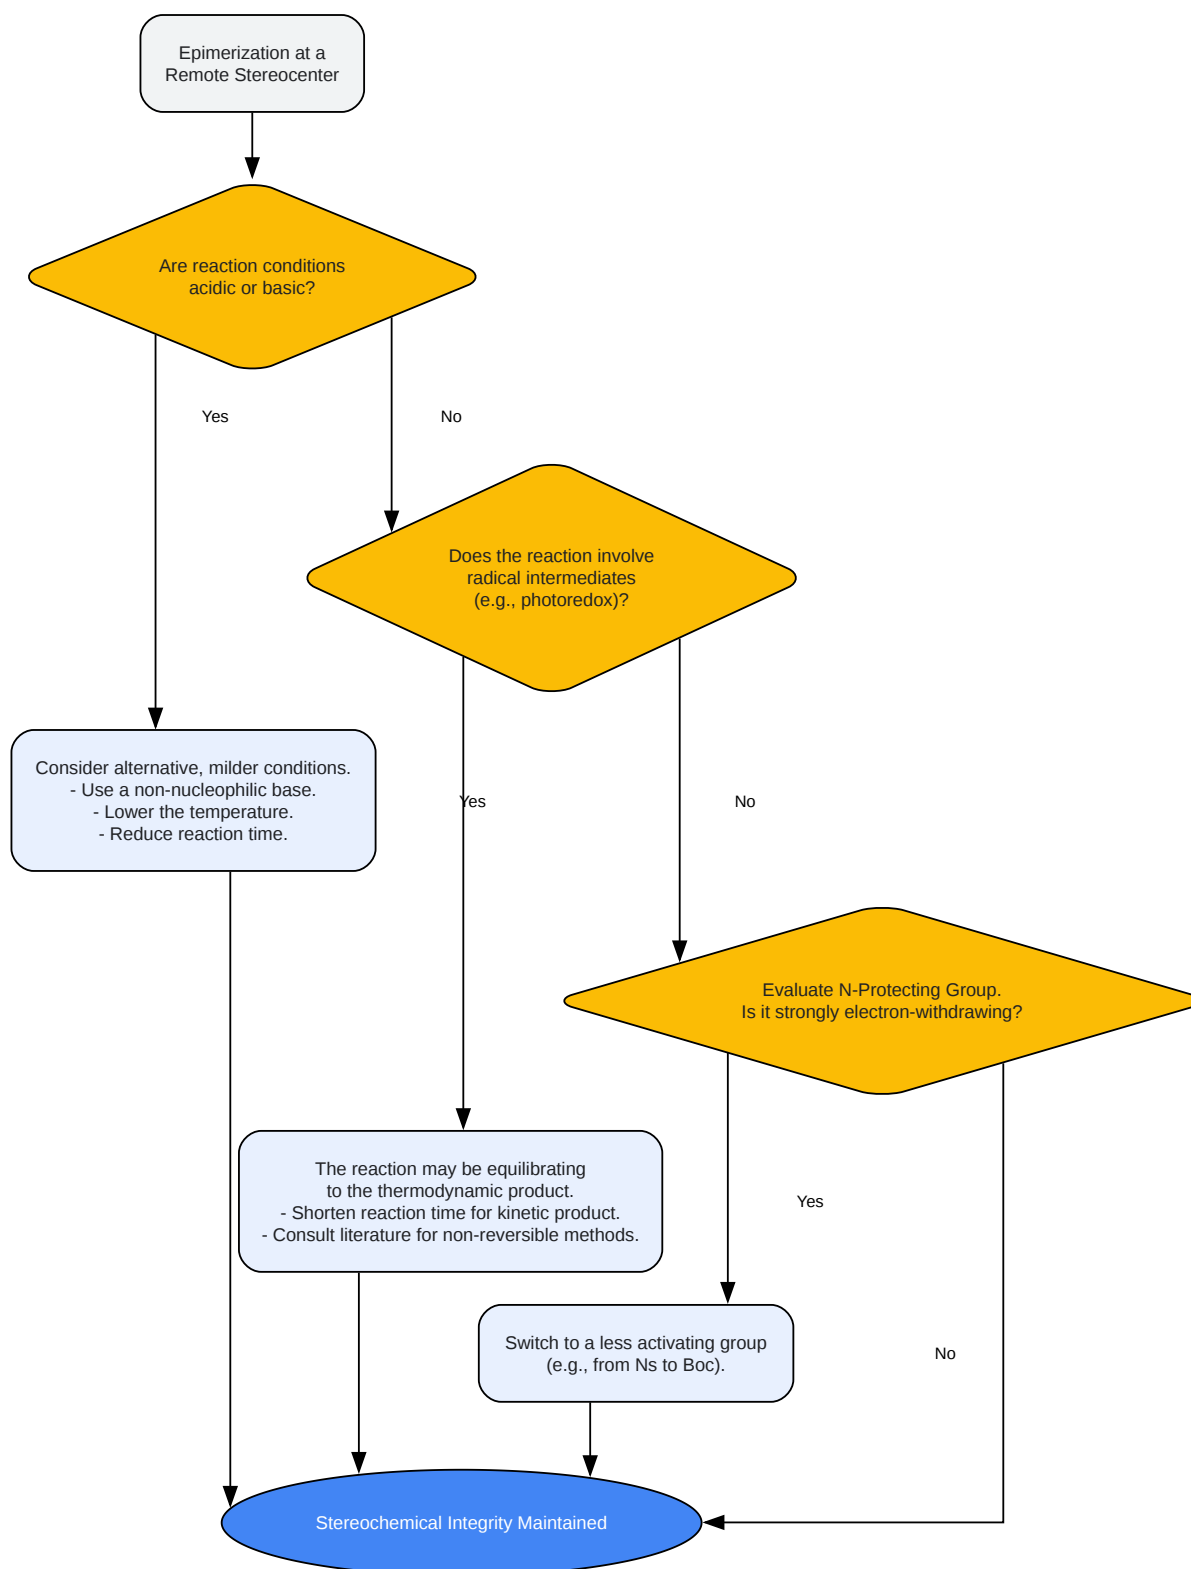 Epimerization at a
Remote Stereocenter
Are reaction conditions
acidic or basic?
Yes
No
Does the reaction involve
radical intermediates
(e.g., photoredox)?
Consider alternative, milder conditions.
- Use a non-nucleophilic base.
- Lower the temperature.
- Reduce reaction time.
Yes
No
Evaluate N-Protecting Group.
Is it strongly electron-withdrawing?
The reaction may be equilibrating
to the thermodynamic product.
- Shorten reaction time for kinetic product.
- Consult literature for non-reversible methods.
Yes
No
Switch to a less activating group
(e.g., from Ns to Boc).
Stereochemical Integrity Maintained